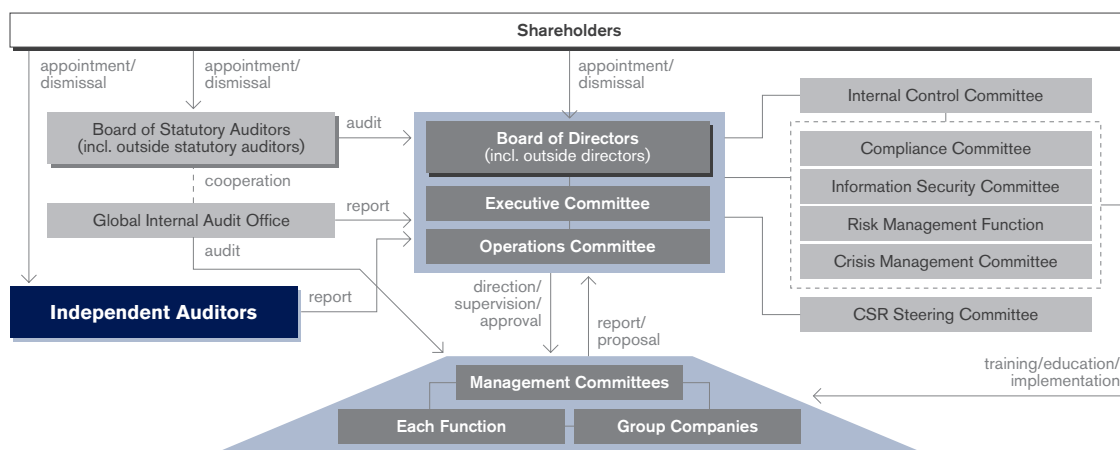 Shareholders
appointment/
dismissal
appointment/
dismissal
appointment/
dismissal
Internal Control Committee
Board of Statutory Auditors
(incl. outside statutory auditors)
audit
Board of Directors
(incl. outside directors)
Compliance Committee
cooperation
Information Security Committee
Global Internal Audit Office
report
Executive Committee
Risk Management Function
audit
Operations Committee
Crisis Management Committee
Independent Auditors
report
direction/
supervision/
approval
report/
proposal
CSR Steering Committee
training/education/
implementation
Management Committees
Each Function
Group Companies